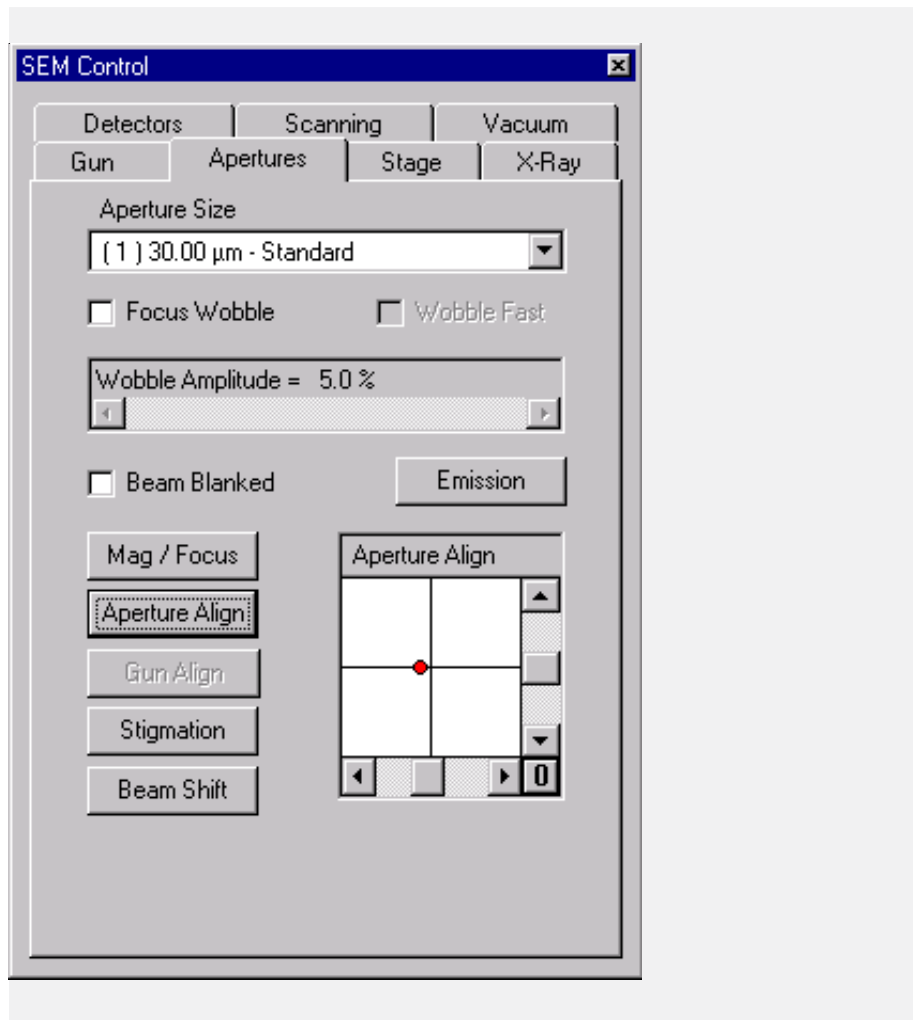 SEM Control
Detectors Scanning Vacuum
Gun Apertures Stage X-Ray
Aperture Size
( 1 ) 30.00 µm - Standard
Focus Wobble Wobble Fast
Wobble Amplitude = 5.0 %
Beam Blanked Emission
Mag / Focus
Aperture Align
Gun Align
Stigmation
Beam Shift
Aperture Align
0